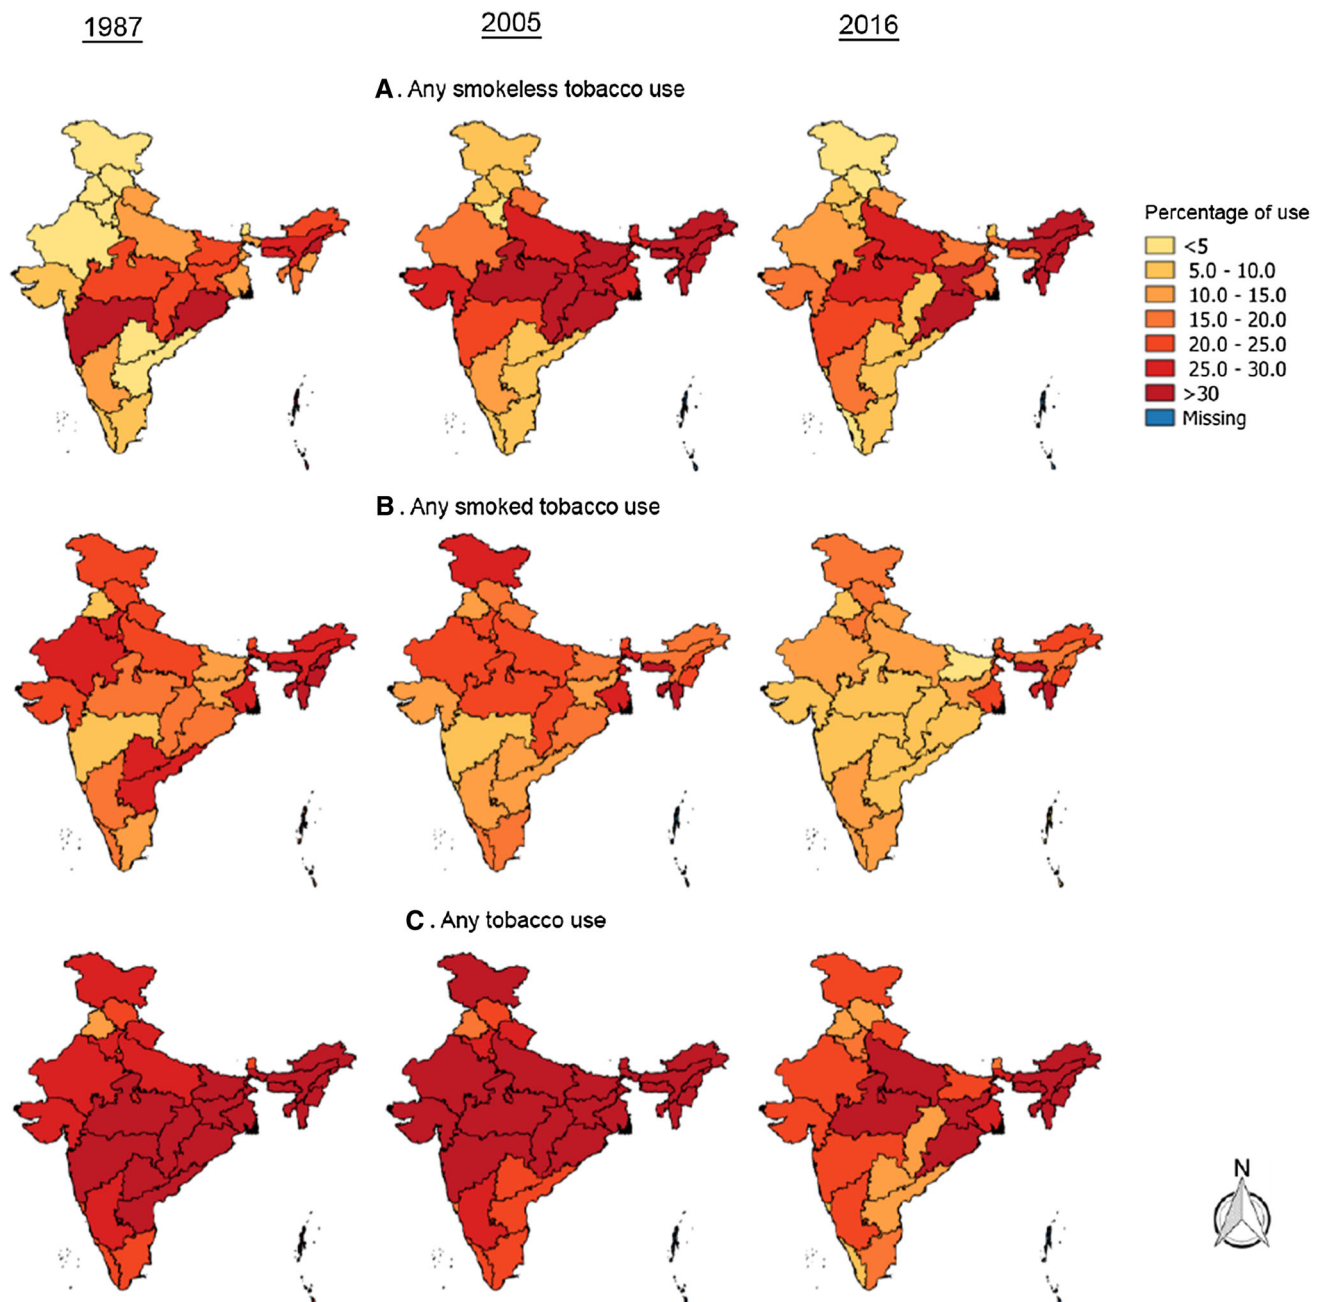 1987
2005
2016
A. Any smokeless tobacco use
Percentage of use
<5
5.0 - 10.0
10.0 - 15.0
15.0 - 20.0
20.0 - 25.0
25.0 - 30.0
>30
Missing
B. Any smoked tobacco use
C. Any tobacco use
N